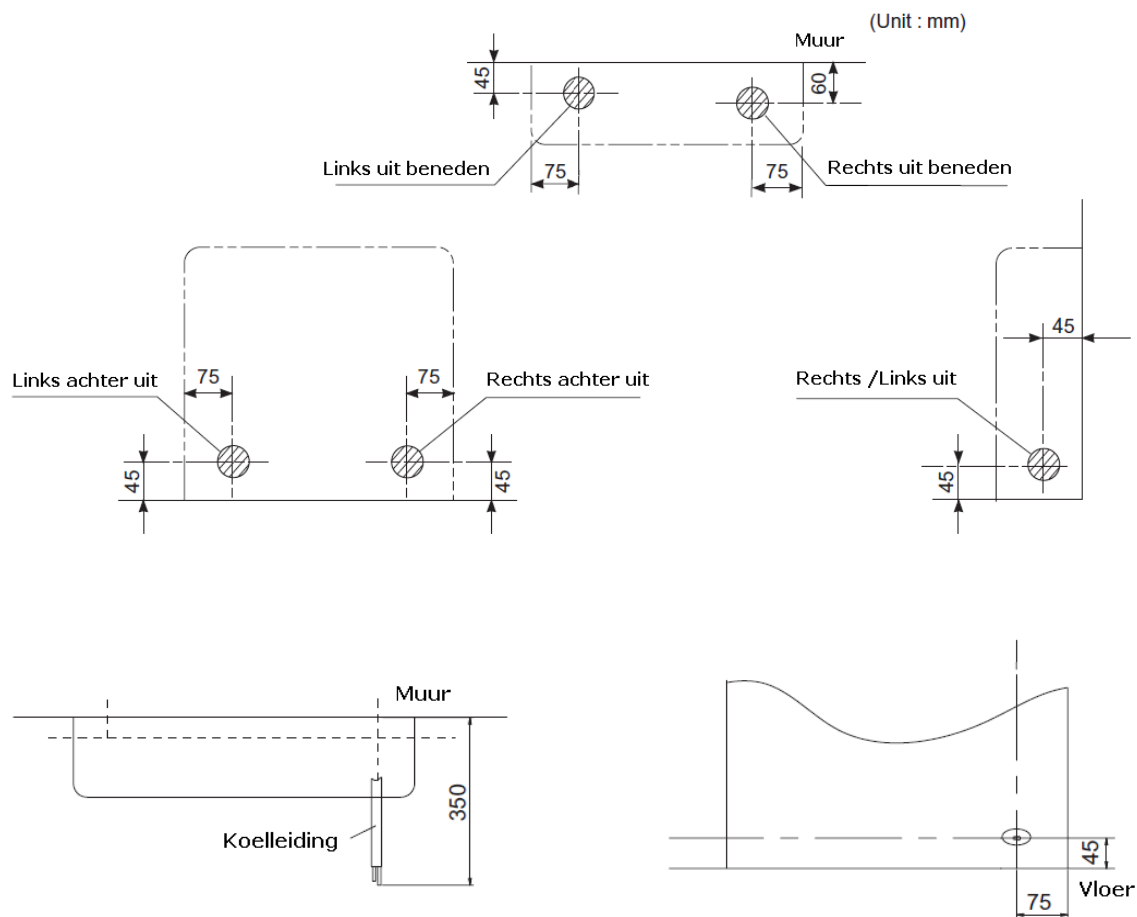 (Unit : mm)
Muur
45
60
Links uit beneden
75
75
Rechts uit beneden
Links achter uit
75
75
Rechts achter uit
45
45
Rechts /Links uit
45
45
Muur
350
Koelleiding
45
75
Vloer